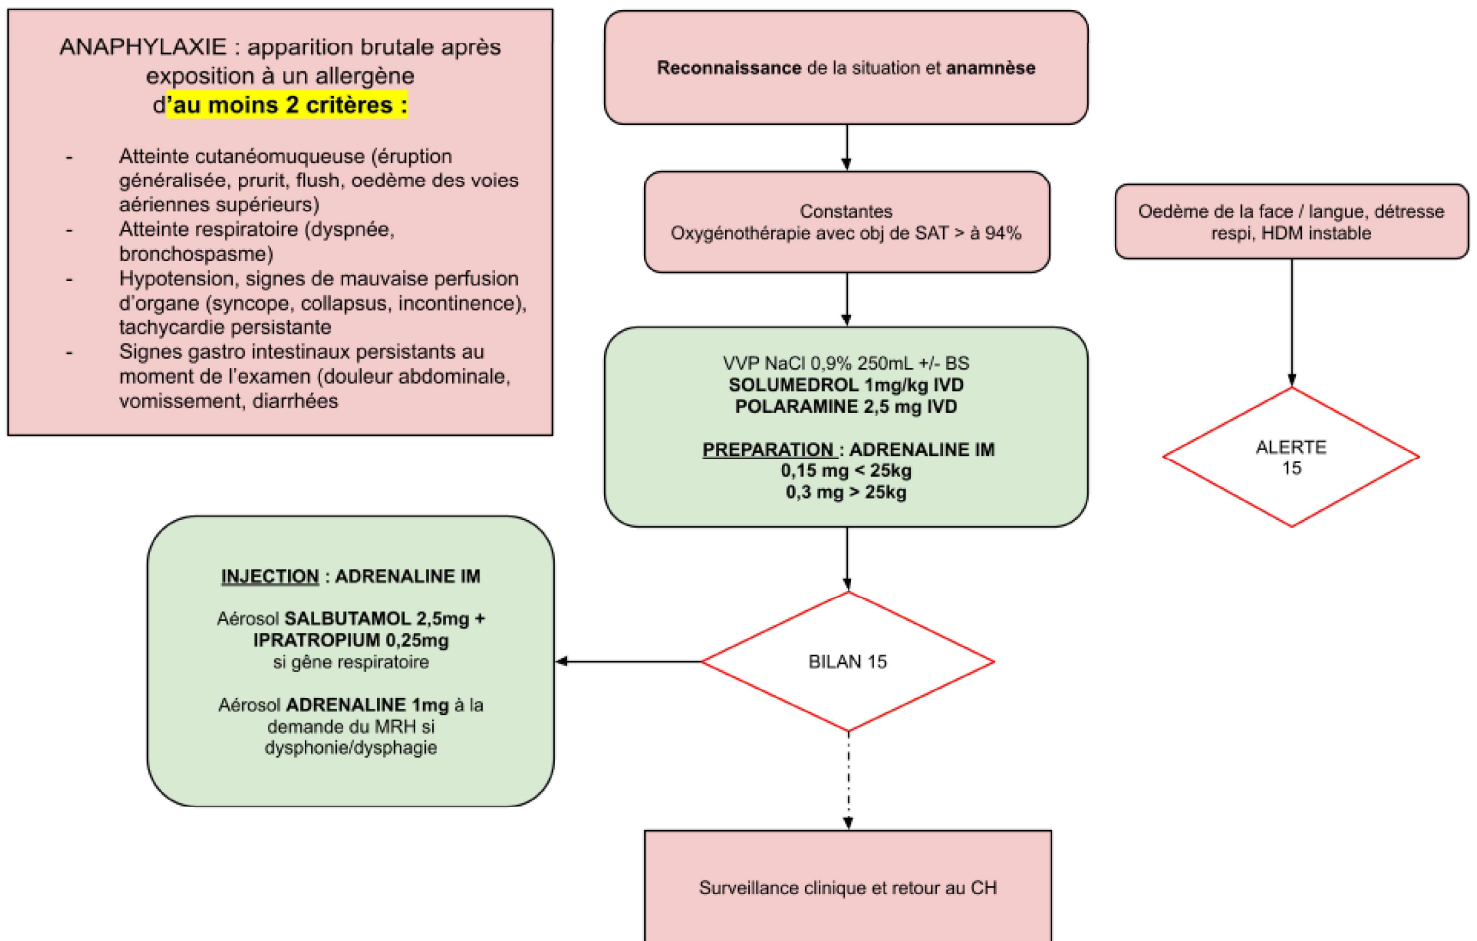 ANAPHYLAXIE : apparition brutale après
exposition à un allergène
d'au moins 2 critères :
- Atteinte cutanéomuqueuse (éruption
généralisée, prurit, flush, oedème des voies
aériennes supérieurs)
- Atteinte respiratoire (dyspnée,
bronchospasme)
- Hypotension, signes de mauvaise perfusion
d'organe (syncope, collapsus, incontinence),
tachycardie persistante
- Signes gastro intestinaux persistants au
moment de l'examen (douleur abdominale,
vomissement, diarrhées
Reconnaissance de la situation et anamnèse
Constantes
Oxygénothérapie avec obj de SAT > à 94%
Oedème de la face / langue, détresse
respi, HDM instable
VVP NaCl 0,9% 250mL +/- BS
SOLUMEDROL 1mg/kg IVD
POLARAMINE 2,5 mg IVD
PREPARATION : ADRENALINE IM
0,15 mg < 25kg
0,3 mg > 25kg
ALERTE
15
INJECTION : ADRENALINE IM
Aérosol SALBUTAMOL 2,5mg +
IPRATROPIUM 0,25mg
si gêne respiratoire
Aérosol ADRENALINE 1mg à la
demande du MRH si
dysphonie/dysphagie
BILAN 15
Surveillance clinique et retour au CH